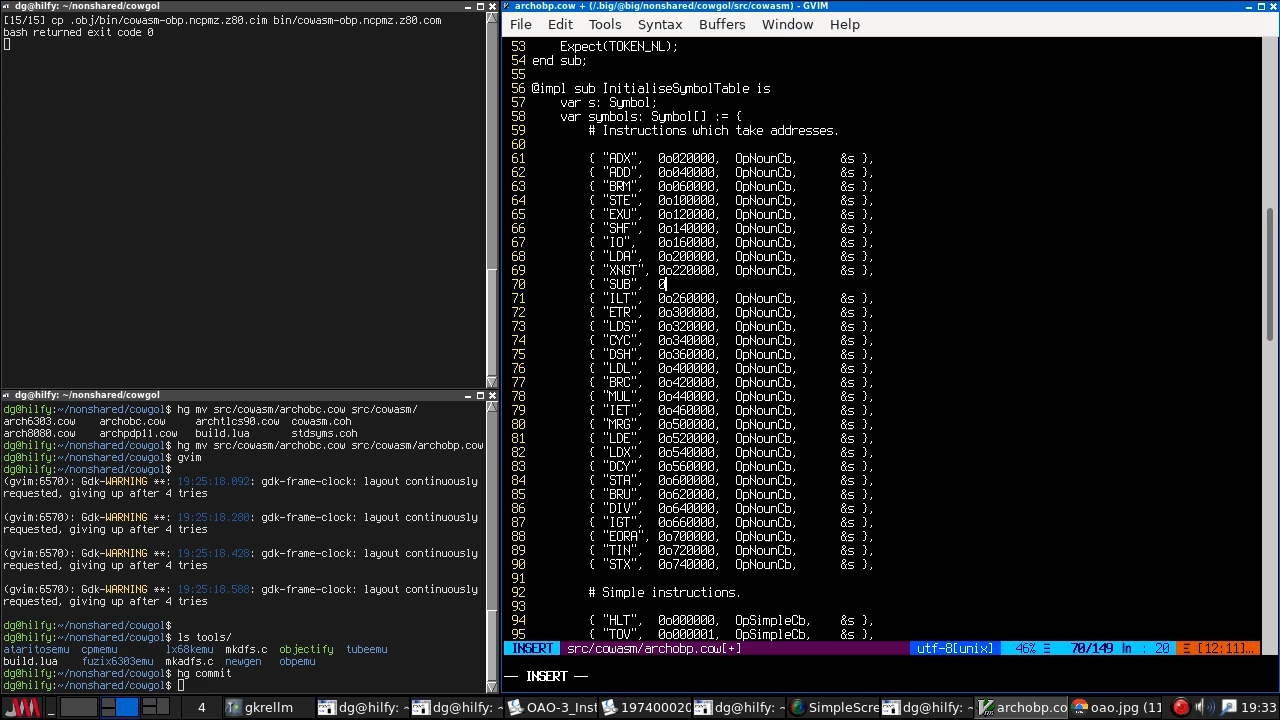 dg@hilfy: ~/nonshared/cowgol
[15/15] cp .obj/bin/cowasm-obp.ncpmz.z80.cim bin/cowasm-obp.ncpmz.z80.com
bash returned exit code 0
dg@hilfy: ~/nonshared/cowgol
dg@hilfy:~/nonshared/cowgol$ hg mv src/cowasm/archobc.cow src/cowasm/
arch6303.cow archobc.cow archtlcs90.cow cowasm.coh
arch8080.cow archpdp11.cow build.lua stdsyms.coh
dg@hilfy:~/nonshared/cowgol$ hg mv src/cowasm/archobc.cow src/cowasm/archobp.cow
dg@hilfy:~/nonshared/cowgol$ gvim
dg@hilfy:~/nonshared/cowgol$
(gvim:6570): Gdk-WARNING **: 19:25:18.092: gdk-frame-clock: layout continuously
requested, giving up after 4 tries
(gvim:6570): Gdk-WARNING **: 19:25:18.280: gdk-frame-clock: layout continuously
requested, giving up after 4 tries
(gvim:6570): Gdk-WARNING **: 19:25:18.428: gdk-frame-clock: layout continuously
requested, giving up after 4 tries
(gvim:6570): Gdk-WARNING **: 19:25:18.588: gdk-frame-clock: layout continuously
requested, giving up after 4 tries
dg@hilfy:~/nonshared/cowgol$
dg@hilfy:~/nonshared/cowgol$ ls tools/
ataritosemu cpmemu lx68kemu mkdfs.c objectify tubeemu
build.lua fuzix6303emu mkadfs.c newgen obpemu
dg@hilfy:~/nonshared/cowgol$ hg commit
dg@hilfy:~/nonshared/cowgol$
archobp.cow + (/.big/@big/nonshared/cowgol/src/cowasm) - GVIM
File Edit Tools Syntax Buffers Window Help
53 Expect(TOKEN_NL);
54 end sub;
55
56 @impl sub InitialiseSymbolTable is
57 var s: Symbol;
58 var symbols: Symbol[] := {
59 # Instructions which take addresses.
60
61 { "ADX", 0o020000, OpNounCb, &s },
62 { "ADD", 0o040000, OpNounCb, &s },
63 { "BRM", 0o060000, OpNounCb, &s },
64 { "STE", 0o100000, OpNounCb, &s },
65 { "EXU", 0o120000, OpNounCb, &s },
66 { "SHF", 0o140000, OpNounCb, &s },
67 { "IO", 0o160000, OpNounCb, &s },
68 { "LDA", 0o200000, OpNounCb, &s },
69 { "XNGT", 0o220000, OpNounCb, &s },
70 { "SUB", 0
71 { "ILT", 0o260000, OpNounCb, &s },
72 { "ETR", 0o300000, OpNounCb, &s },
73 { "LDS", 0o320000, OpNounCb, &s },
74 { "CYC", 0o340000, OpNounCb, &s },
75 { "DSH", 0o360000, OpNounCb, &s },
76 { "LDL", 0o400000, OpNounCb, &s },
77 { "BRC", 0o420000, OpNounCb, &s },
78 { "MUL", 0o440000, OpNounCb, &s },
79 { "IET", 0o460000, OpNounCb, &s },
80 { "MRG", 0o500000, OpNounCb, &s },
81 { "LDE", 0o520000, OpNounCb, &s },
82 { "LDX", 0o540000, OpNounCb, &s },
83 { "DCY", 0o560000, OpNounCb, &s },
84 { "STA", 0o600000, OpNounCb, &s },
85 { "BRU", 0o620000, OpNounCb, &s },
86 { "DIV", 0o640000, OpNounCb, &s },
87 { "IGT", 0o660000, OpNounCb, &s },
88 { "EORA", 0o700000, OpNounCb, &s },
89 { "TIN", 0o720000, OpNounCb, &s },
90 { "STX", 0o740000, OpNounCb, &s },
91
92 # Simple instructions.
93
94 { "HLT", 0o000000, OpSimpleCb, &s },
95 { "TOV", 0o000001, OpSimpleCb, &s },
INSERT src/cowasm/archobp.cow[+] utf-8[unix] 46% ☰ 70/149 ln : 20 Ξ [12:11]…
-- INSERT --
4 gkrellm dg@hilfy: ~ dg@hilfy: ~ OAO-3_Inst 197400020 dg@hilfy: ~ SimpleScre dg@hilfy: ~ archobp.co oao.jpg (11 19:33